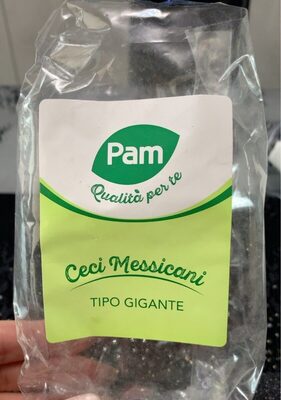 Pam
Qualità per te
Ceci Messicani
TIPO GIGANTE